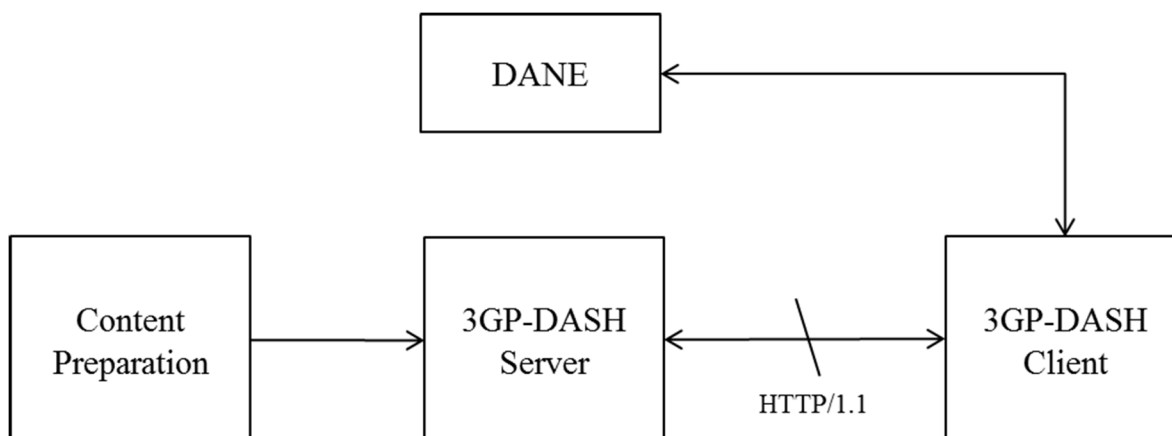 DANE
Content
Preparation
3GP-DASH
Server
HTTP/1.1
3GP-DASH
Client